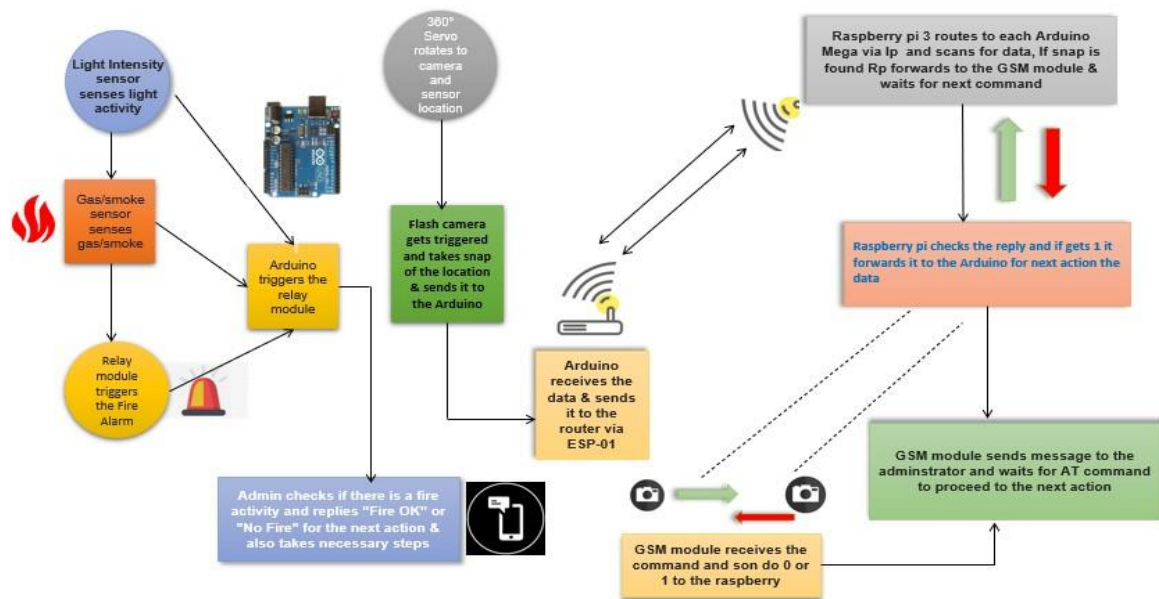 Light Intensity
sensor
senses light
activity
Gas/smoke
sensor
senses
gas/smoke
Relay
module
triggers
the Fire
Alarm
Arduino
triggers the
relay
module
360°
Servo
rotates to
camera
and
sensor
location
Flash camera
gets triggered
and takes snap
of the location
& sends it to
the Arduino
Arduino
receives the
data & sends
it to the
router via
ESP-01
Admin checks if there is a fire
activity and replies "Fire OK" or
"No Fire" for the next action &
also takes necessary steps
Raspberry pi 3 routes to each Arduino
Mega via Ip and scans for data, If snap is
found Rp forwards to the GSM module &
waits for next command
Raspberry pi checks the reply and if gets 1 it
forwards it to the Arduino for next action the
data
GSM module sends message to the
adminstrator and waits for AT command
to proceed to the next action
GSM module receives the
command and son do 0 or
1 to the raspberry